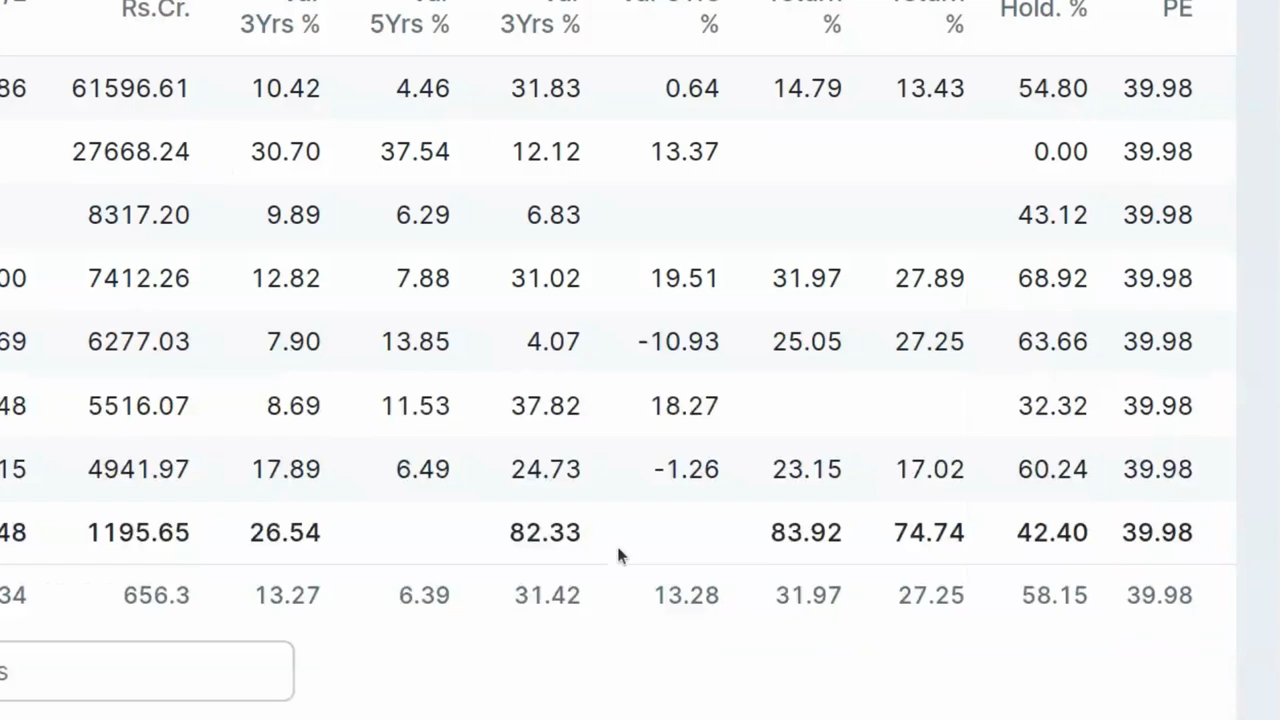 Rs.Cr. 3Yrs % 5Yrs % 3Yrs % % % % Hold. % PE
86 61596.61 10.42 4.46 31.83 0.64 14.79 13.43 54.80 39.98
27668.24 30.70 37.54 12.12 13.37 0.00 39.98
8317.20 9.89 6.29 6.83 43.12 39.98
00 7412.26 12.82 7.88 31.02 19.51 31.97 27.89 68.92 39.98
69 6277.03 7.90 13.85 4.07 -10.93 25.05 27.25 63.66 39.98
48 5516.07 8.69 11.53 37.82 18.27 32.32 39.98
15 4941.97 17.89 6.49 24.73 -1.26 23.15 17.02 60.24 39.98
48 1195.65 26.54 82.33 83.92 74.74 42.40 39.98
34 656.3 13.27 6.39 31.42 13.28 31.97 27.25 58.15 39.98
s